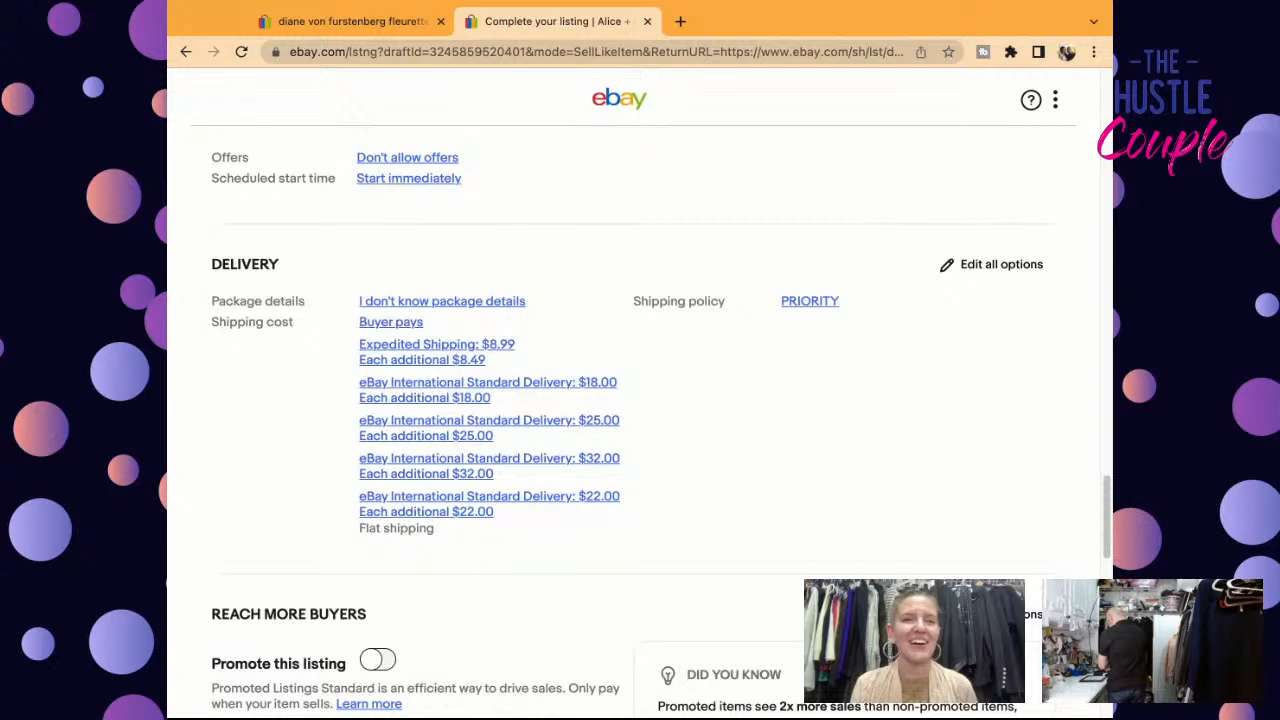 diane von furstenberg fleurette
Complete your listing | Alice +
ebay.com/lstng?draftId=3245859520401&mode=SellLikeItem&ReturnURL=https://www.ebay.com/sh/lst/d...
-THE-
HUSTLE
Couple
ebay
Offers
Don't allow offers
Scheduled start time
Start immediately
DELIVERY
Edit all options
Package details
I don't know package details
Shipping policy
PRIORITY
Shipping cost
Buyer pays
Expedited Shipping: $8.99
Each additional $8.49
eBay International Standard Delivery: $18.00
Each additional $18.00
eBay International Standard Delivery: $25.00
Each additional $25.00
eBay International Standard Delivery: $32.00
Each additional $32.00
eBay International Standard Delivery: $22.00
Each additional $22.00
Flat shipping
REACH MORE BUYERS
Promote this listing
Promoted Listings Standard is an efficient way to drive sales. Only pay
when your item sells. Learn more
DID YOU KNOW
Promoted items see 2x more sales than non-promoted items,